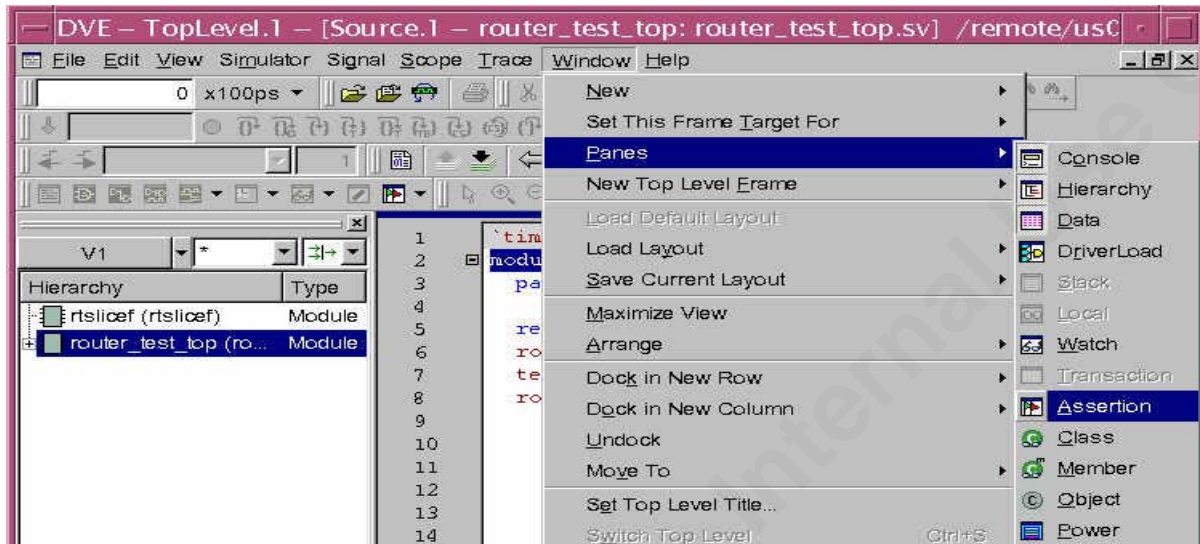 DVE – TopLevel.1 – [Source.1 – router_test_top: router_test_top.sv] /remote/us0
File Edit View Simulator Signal Scope Trace Window Help
0 x100ps
1
V1 *
Hierarchy Type
rtslicef (rtslicef) Module
router_test_top (ro... Module
1 `tim
2 modu
3 pa
4
5 re
6 ro
7 te
8 ro
9
10
11
12
13
14
New
Set This Frame Target For
Panes
New Top Level Frame
Load Default Layout
Load Layout
Save Current Layout
Maximize View
Arrange
Dock in New Row
Dock in New Column
Undock
Move To
Set Top Level Title...
Switch Top Level Ctrl+S
Console
Hierarchy
Data
DriverLoad
Stack
Local
Watch
Transaction
Assertion
Class
Member
Object
Power
Internal